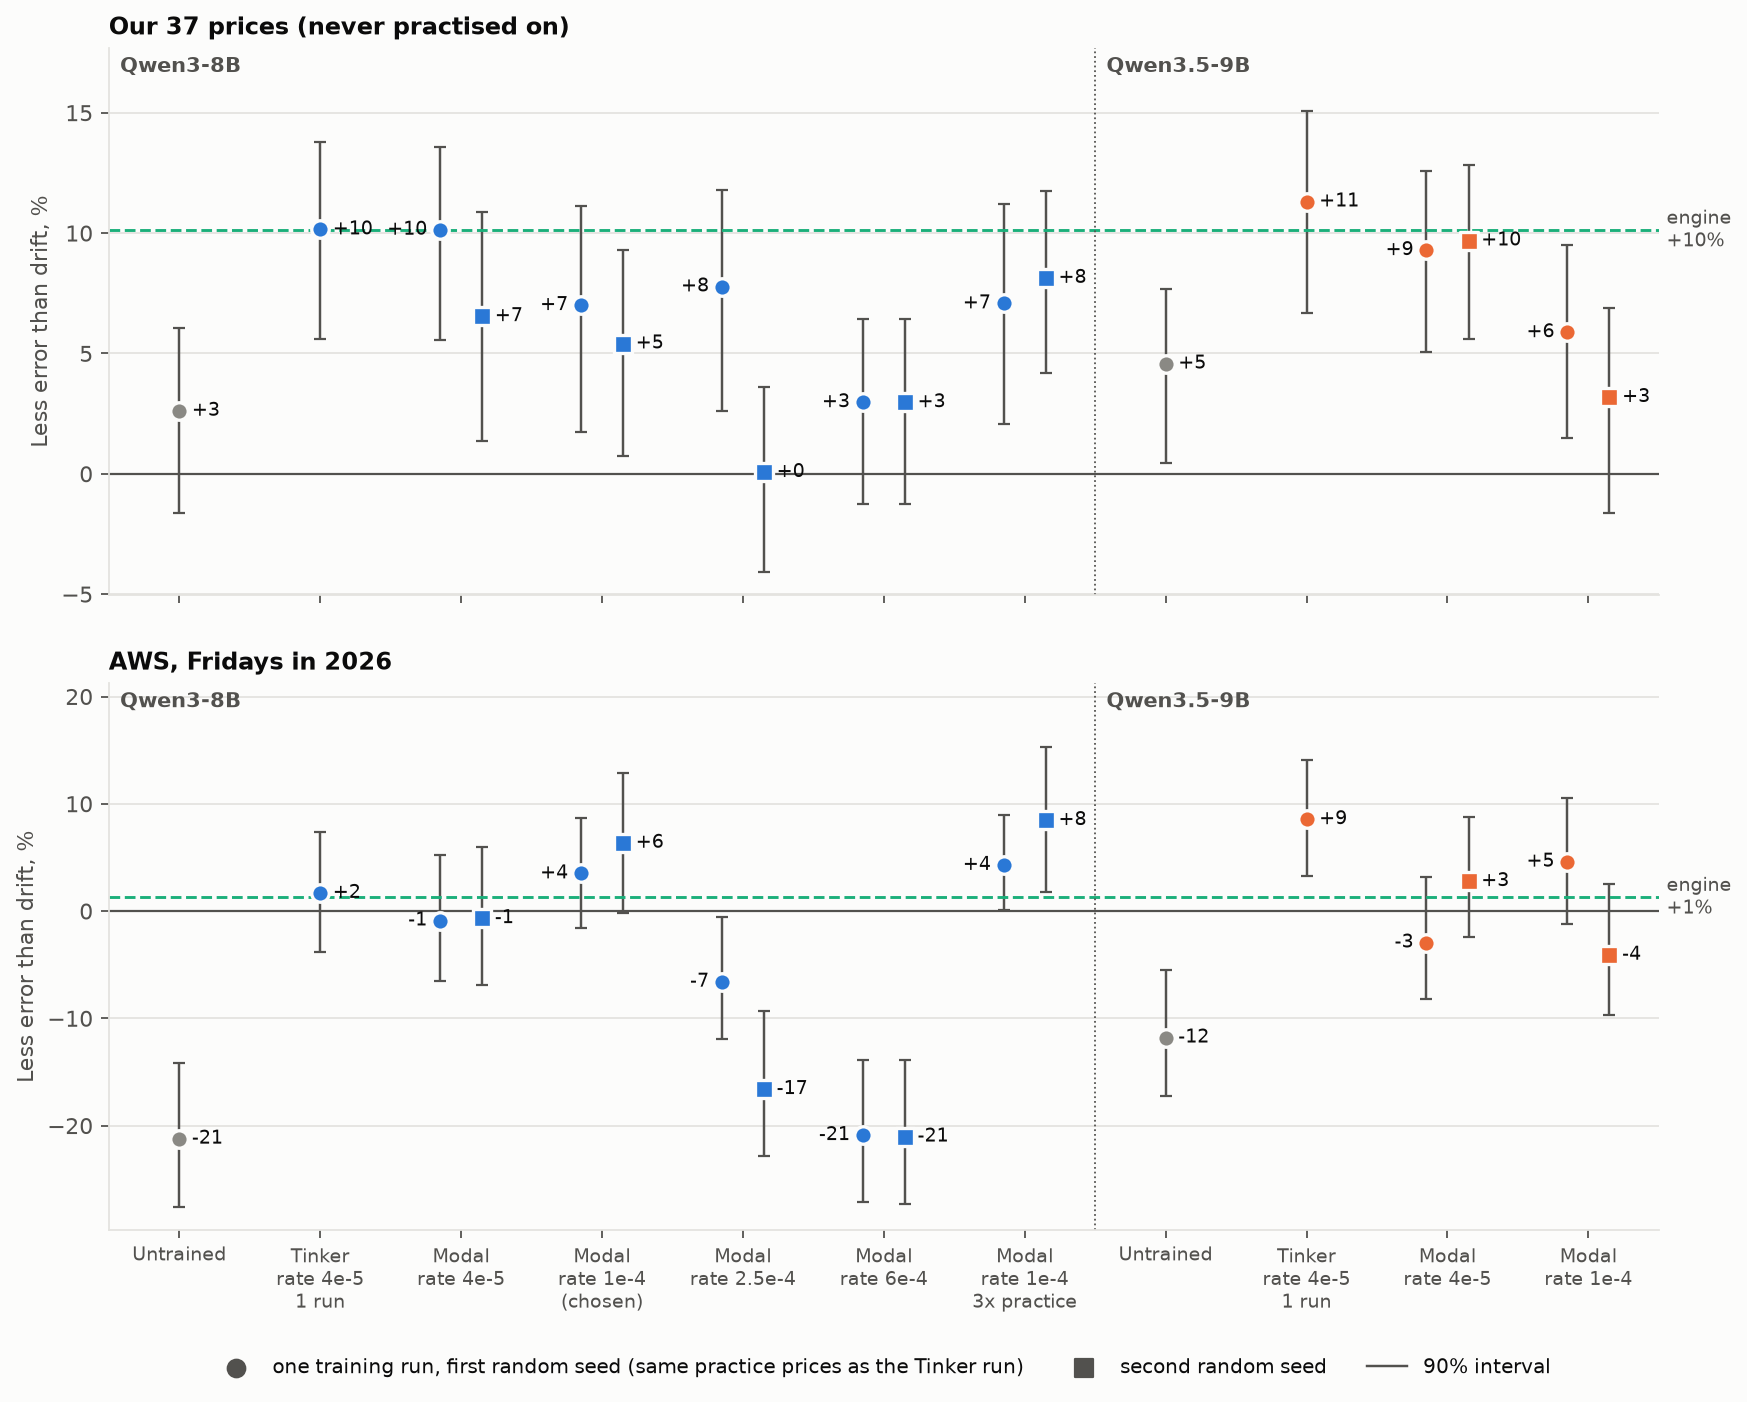 Our 37 prices (never practised on)
Qwen3-8B
Qwen3.5-9B
Less error than drift, %
15
10
5
0
−5
+3
+10
+10
+7
+7
+5
+8
+0
+3
+3
+7
+8
+5
+11
+9
+10
+6
+3
engine
+10%
AWS, Fridays in 2026
Qwen3-8B
Qwen3.5-9B
Less error than drift, %
20
10
0
−10
−20
-21
+2
-1
-1
+4
+6
-7
-17
-21
-21
+4
+8
-12
+9
-3
+3
+5
-4
engine
+1%
Untrained
Tinker
rate 4e-5
1 run
Modal
rate 4e-5
Modal
rate 1e-4
(chosen)
Modal
rate 2.5e-4
Modal
rate 6e-4
Modal
rate 1e-4
3x practice
Untrained
Tinker
rate 4e-5
1 run
Modal
rate 4e-5
Modal
rate 1e-4
one training run, first random seed (same practice prices as the Tinker run)
second random seed
90% interval